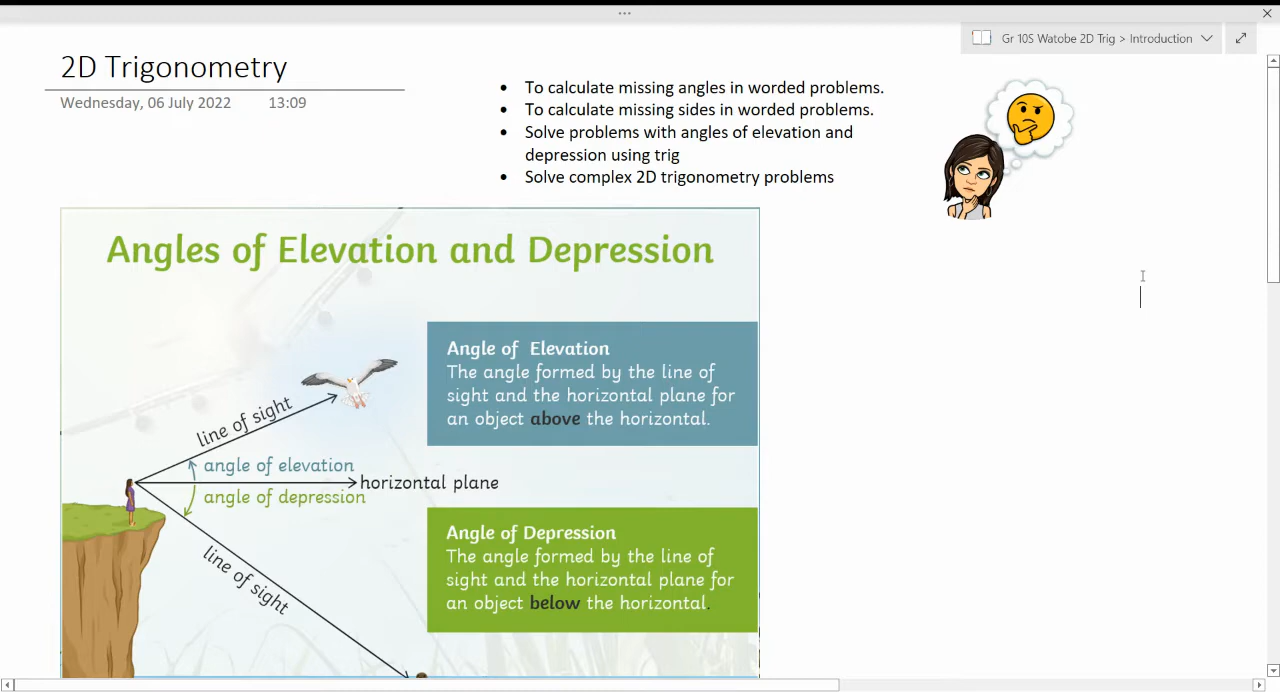 Gr 10S Watobe 2D Trig > Introduction
2D Trigonometry
Wednesday, 06 July 2022 13:09
• To calculate missing angles in worded problems.
• To calculate missing sides in worded problems.
• Solve problems with angles of elevation and
depression using trig
• Solve complex 2D trigonometry problems
Angles of Elevation and Depression
Angle of Elevation
The angle formed by the line of
sight and the horizontal plane for
an object above the horizontal.
line of sight
angle of elevation
horizontal plane
angle of depression
line of sight
Angle of Depression
The angle formed by the line of
sight and the horizontal plane for
an object below the horizontal.